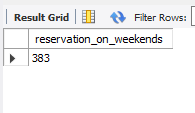 Result Grid Filter Rows:
reservation_on_weekends
383